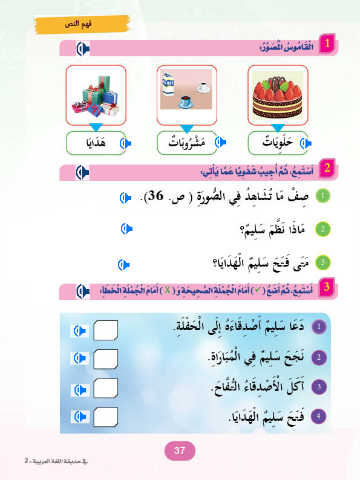 فهم النص
1 الْقَامُوسُ الْمُصَوَّرُ:
حَلَوِيَاتٌ
مَشْرُوبَاتٌ
هَدَايَا
2 أَسْتَمِعُ، ثُمَّ أُجِيبُ شَفَوِيًّا عَمَّا يَأْتِي:
1 صِفْ مَا تُشَاهِدُ فِي الصُّورَةِ ( ص. 36).
2 مَاذَا نَظَّمَ سَلِيمٌ؟
3 مَتَى فَتَحَ سَلِيمٌ الْهَدَايَا؟
3 أَسْتَمِعُ، ثُمَّ أَضَعُ (✓) أَمَامَ الْجُمْلَةِ الصَّحِيحَةِ وَ (X) أَمَامَ الْجُمْلَةِ الْخَطَأِ:
1 دَعَا سَلِيمٌ أَصْدِقَاءَهُ إِلَى الْحَفْلَةِ.
2 نَجَحَ سَلِيمٌ فِي الْمُبَارَاةِ.
3 أَكَلَ الْأَصْدِقَاءُ التُّفَّاحَ.
4 فَتَحَ سَلِيمٌ الْهَدَايَا.
37
في حديقة اللغة العربية - 2